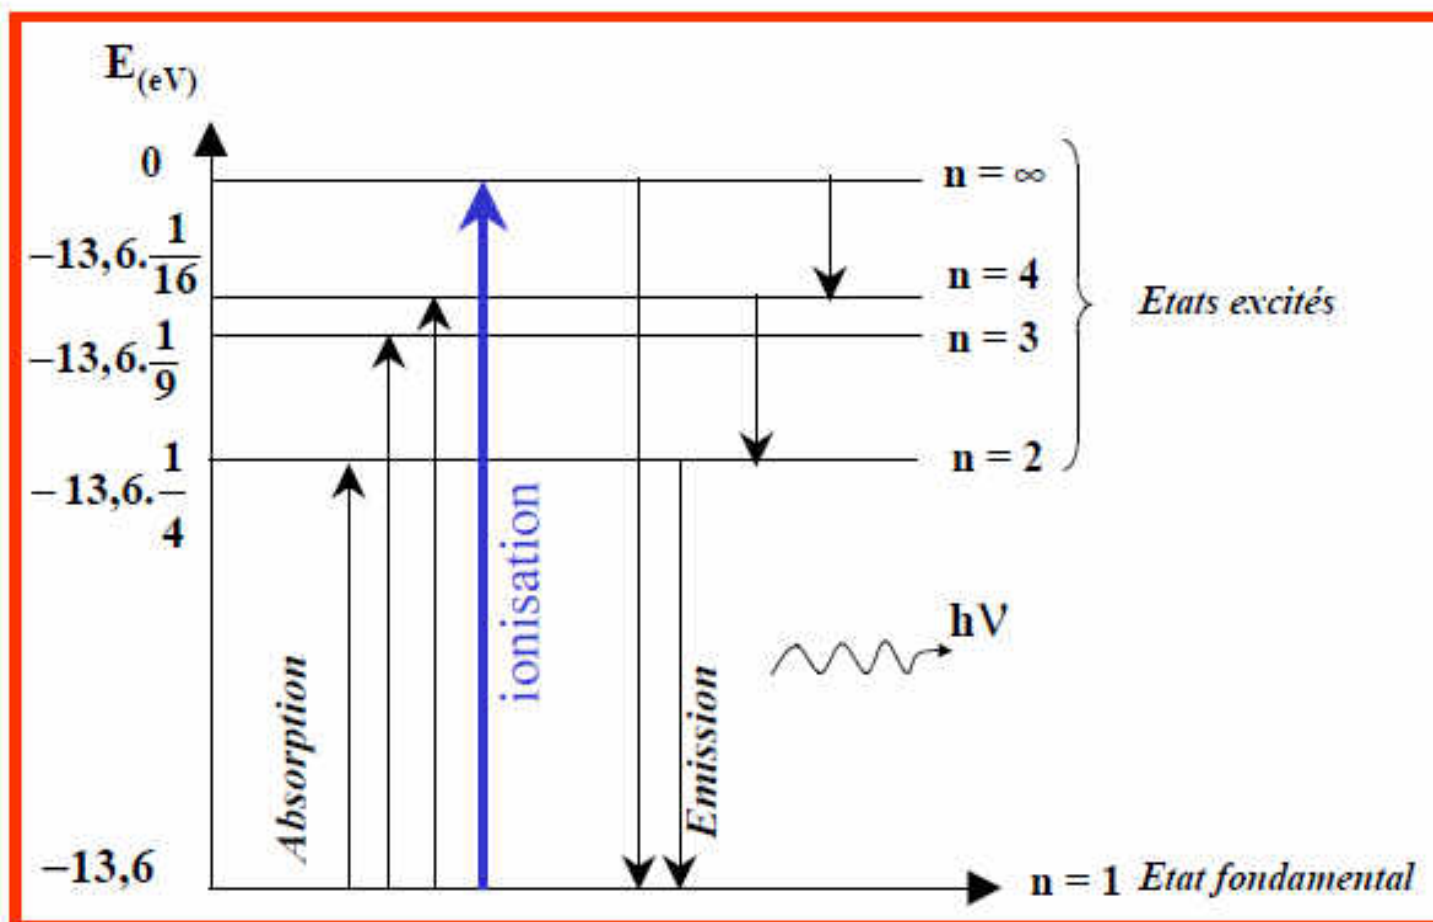 E(eV)
0
n = ∞
−13,6. 1/16
n = 4
Etats excités
−13,6. 1/9
n = 3
−13,6. 1/4
n = 2
ionisation
hν
Absorption
Emission
−13,6
n = 1 Etat fondamental